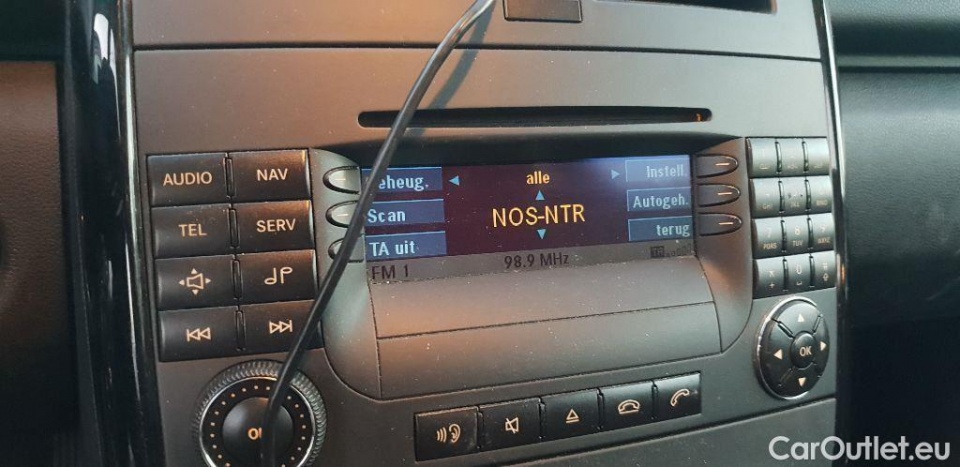 AUDIO NAV
TEL SERV
eheug. alle Instell.
Scan NOS-NTR Autogeh.
TA uit terug
FM 1 98.9 MHz
OK
CarOutlet.eu